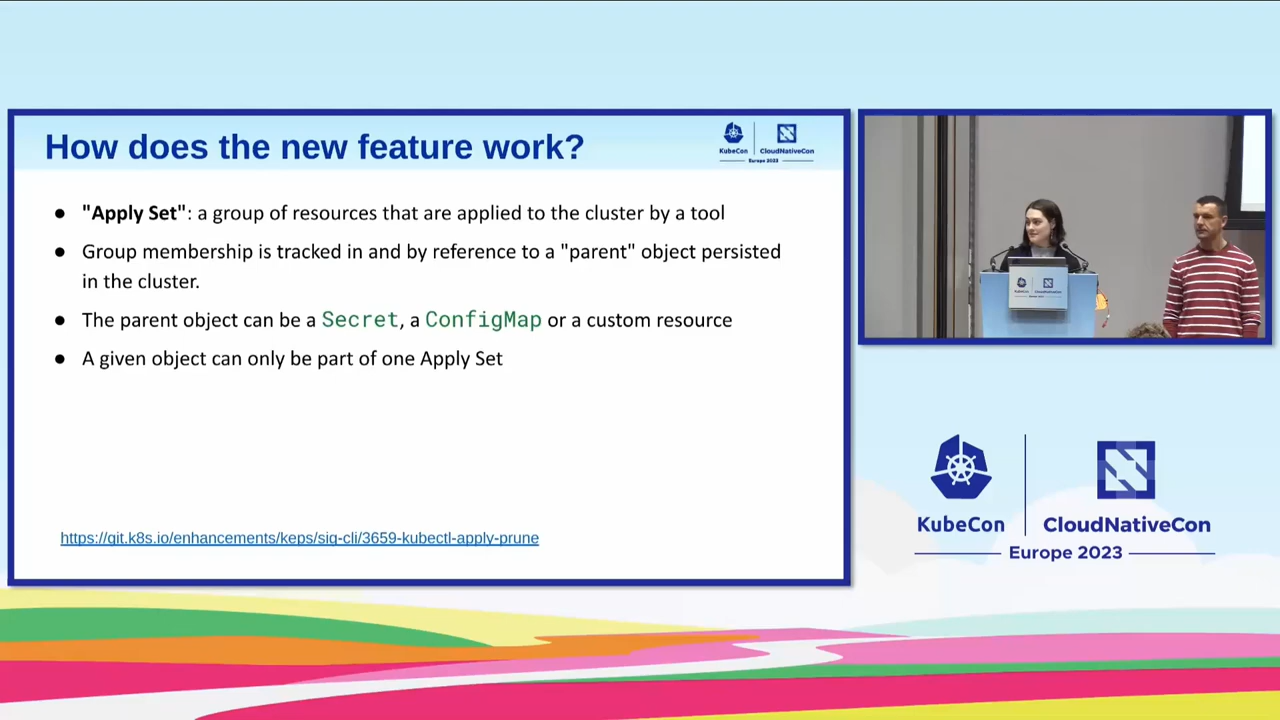 How does the new feature work?
KubeCon
CloudNativeCon
Europe 2023
● "Apply Set": a group of resources that are applied to the cluster by a tool
● Group membership is tracked in and by reference to a "parent" object persisted
in the cluster.
● The parent object can be a Secret, a ConfigMap or a custom resource
● A given object can only be part of one Apply Set
https://git.k8s.io/enhancements/keps/sig-cli/3659-kubectl-apply-prune
KubeCon
CloudNativeCon
Europe 2023